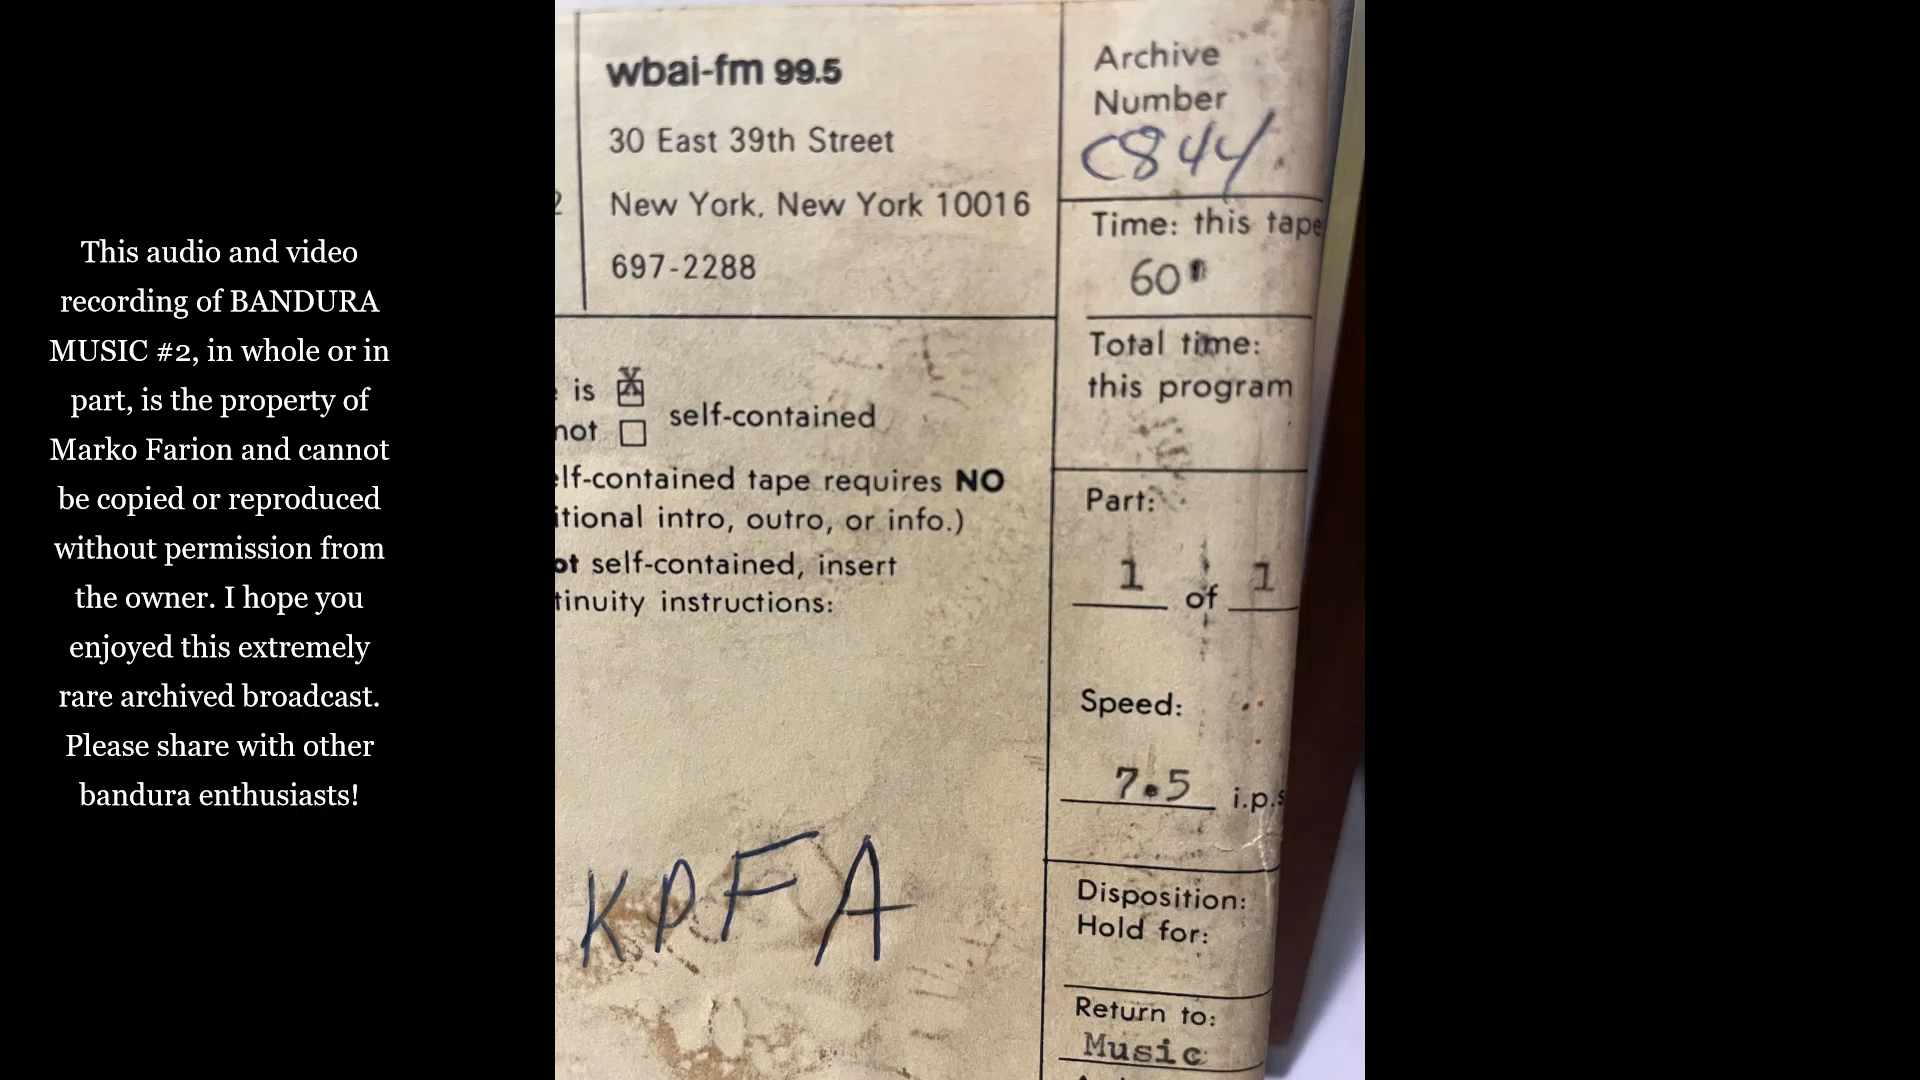 This audio and video
recording of BANDURA
MUSIC #2, in whole or in
part, is the property of
Marko Farion and cannot
be copied or reproduced
without permission from
the owner. I hope you
enjoyed this extremely
rare archived broadcast.
Please share with other
bandura enthusiasts!
wbai-fm 99.5
30 East 39th Street
New York, New York 10016
697-2288
is X
not
self-contained
elf-contained tape requires NO
itional intro, outro, or info.)
ot self-contained, insert
tinuity instructions:
KPFA
Archive
Number
C844
Time: this tape
60
Total time:
this program
Part:
1 of 1
Speed:
7.5 i.p.s
Disposition:
Hold for:
Return to:
Music